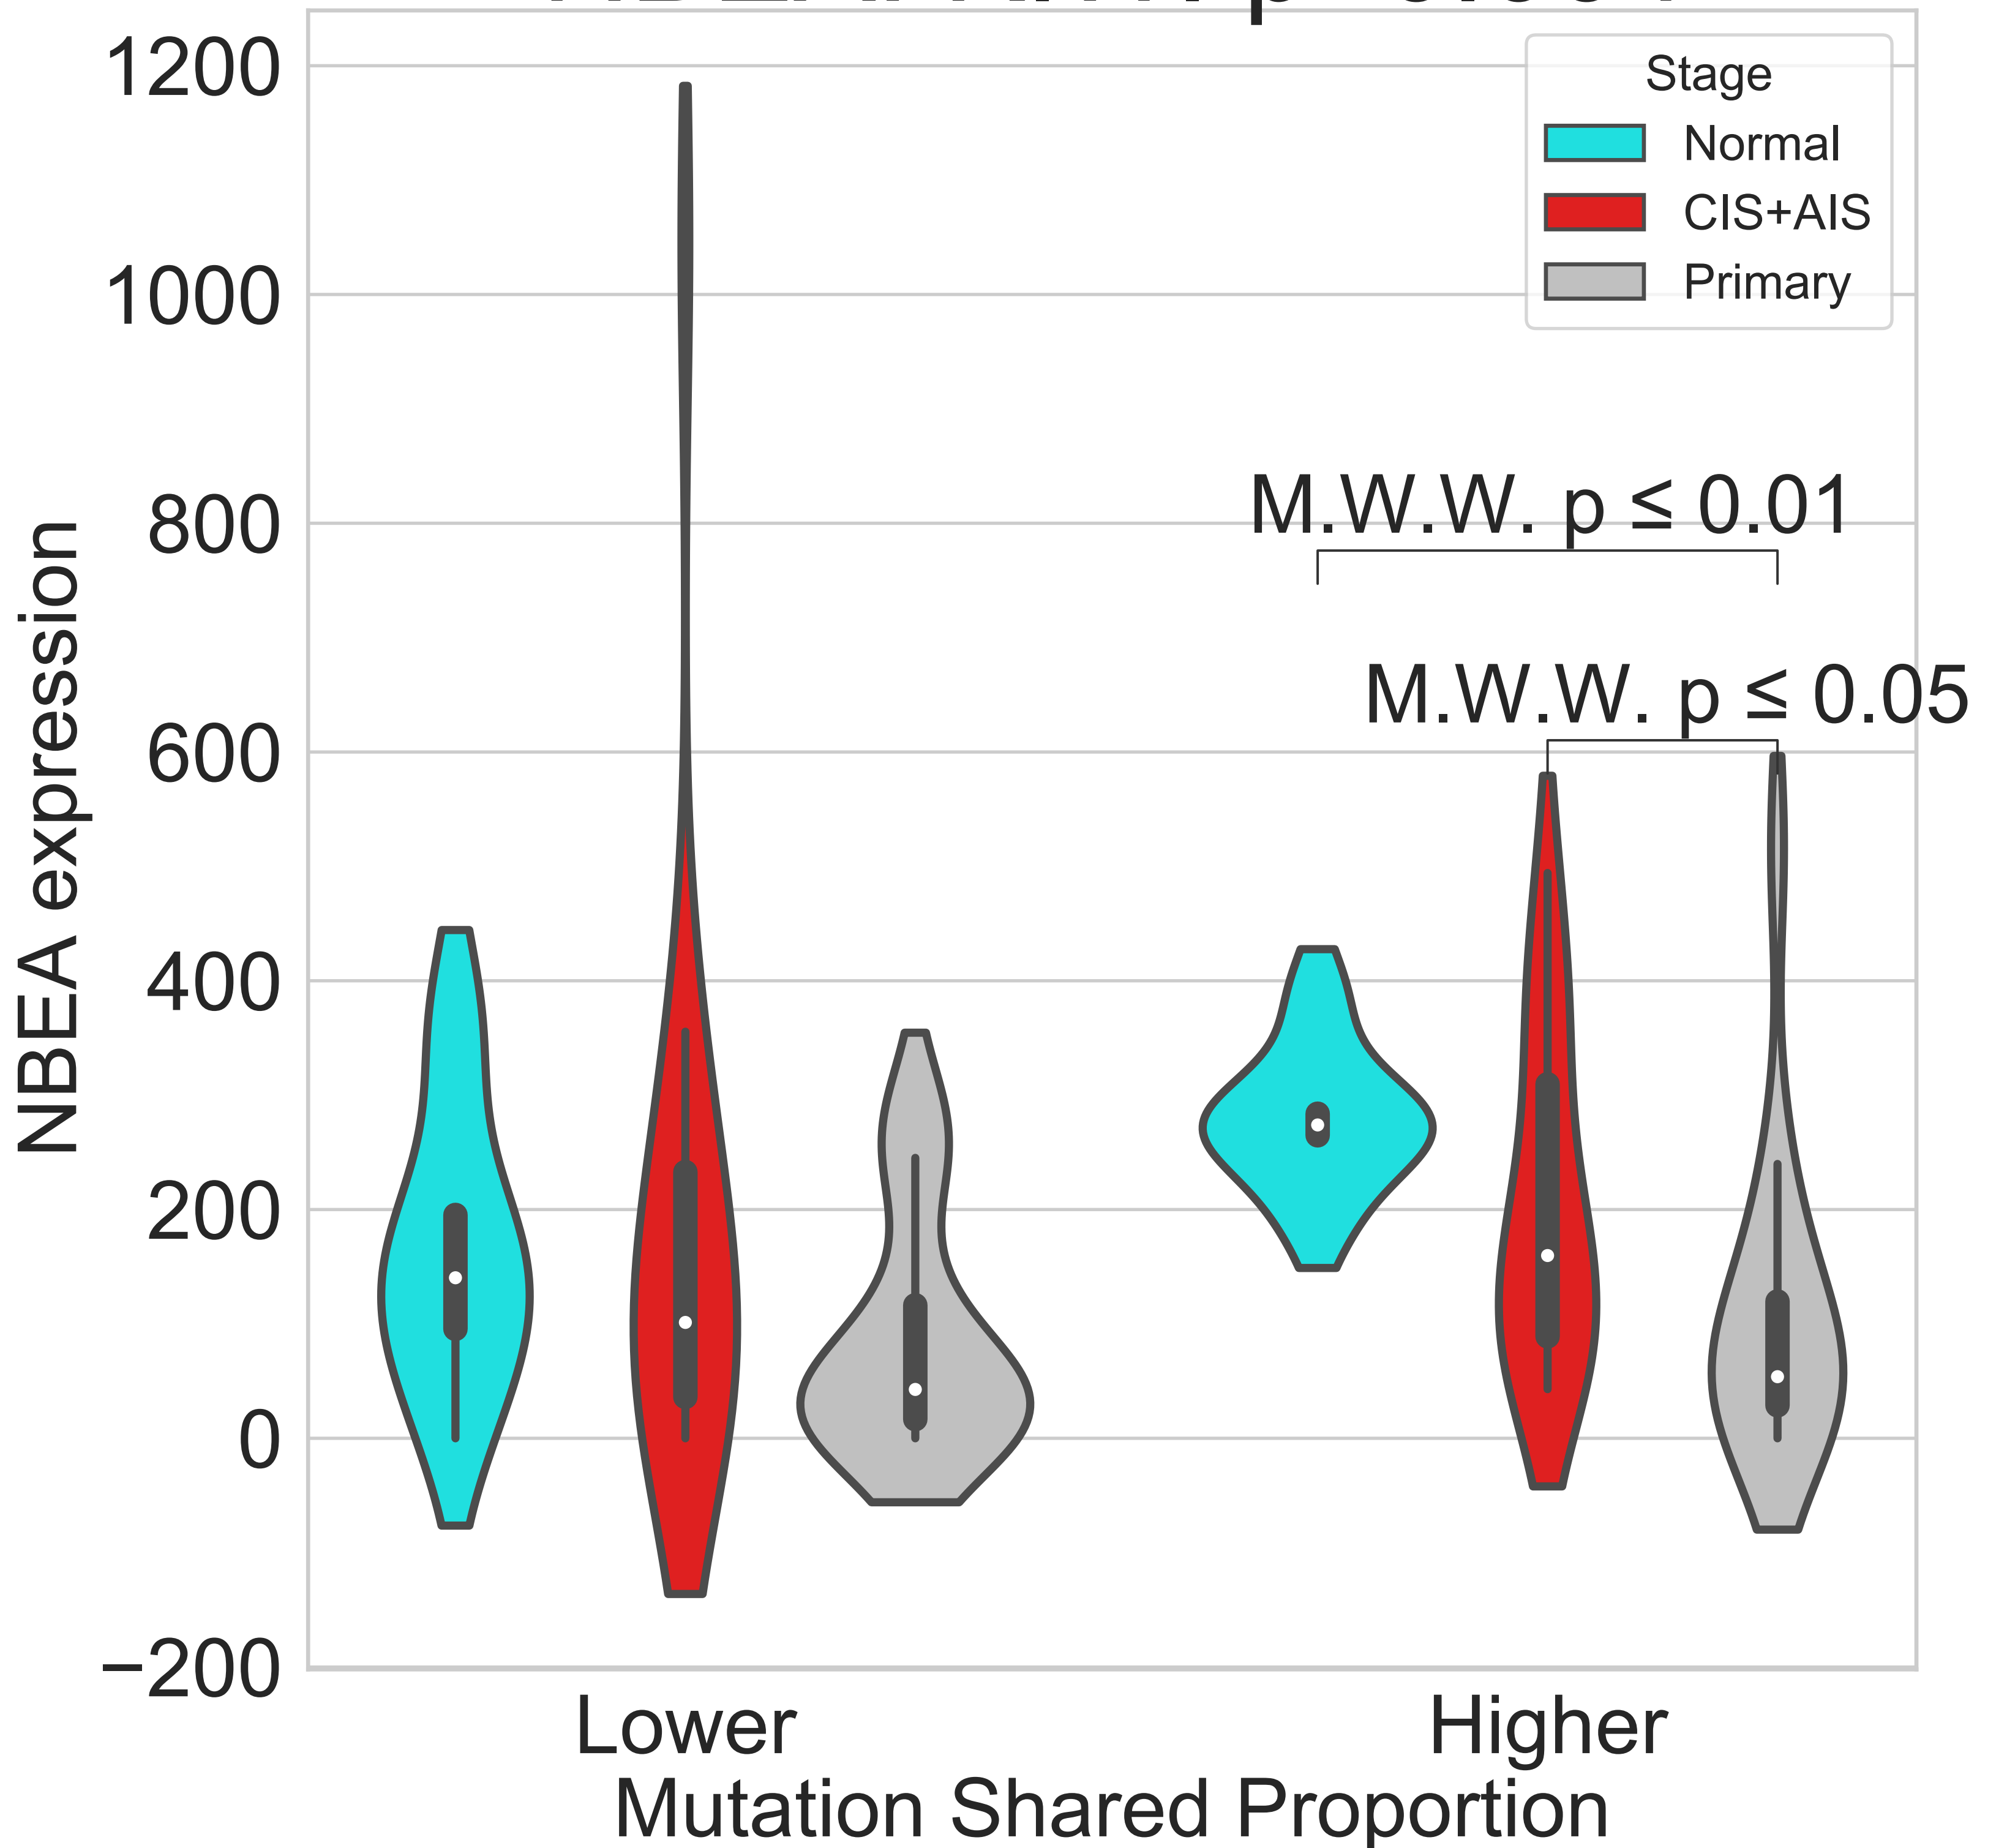 1200
1000
800
600
400
200
0
−200
NBEA expression
Stage
Normal
CIS+AIS
Primary
M.W.W. p ≤ 0.01
M.W.W. p ≤ 0.05
Lower
Higher
Mutation Shared Proportion